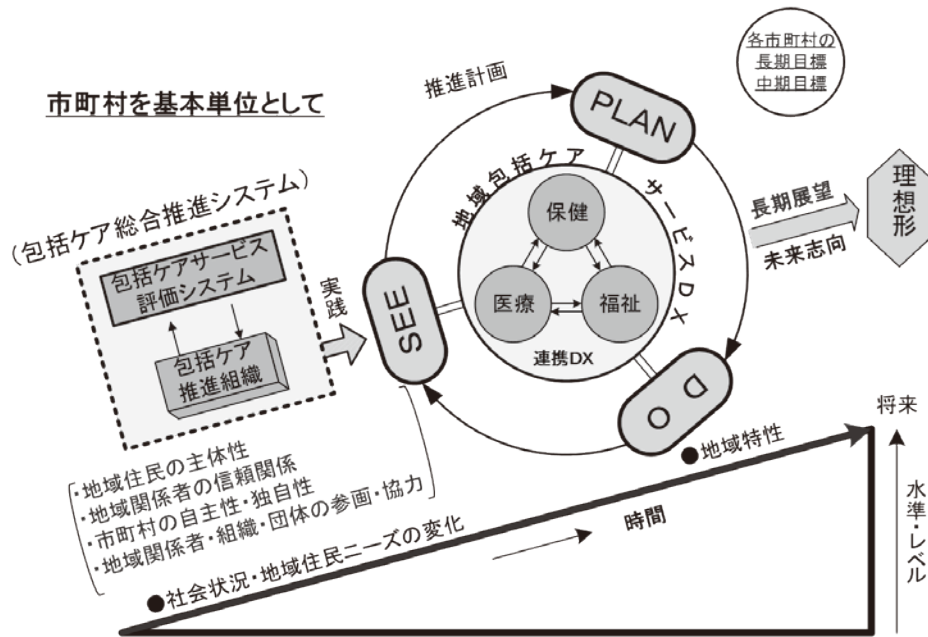 各市町村の
長期目標
中期目標
市町村を基本単位として
推進計画
PLAN
地域包括ケア
サービスDX
保健
医療
福祉
連携DX
長期展望
未来志向
理想形
(包括ケア総合推進システム)
包括ケアサービス
評価システム
包括ケア
推進組織
実践
SEE
DO
・地域住民の主体性
・地域関係者の信頼関係
・市町村の自主性・独自性
・地域関係者・組織・団体の参画・協力
●地域特性
将来
水準・レベル
時間
●社会状況・地域住民ニーズの変化